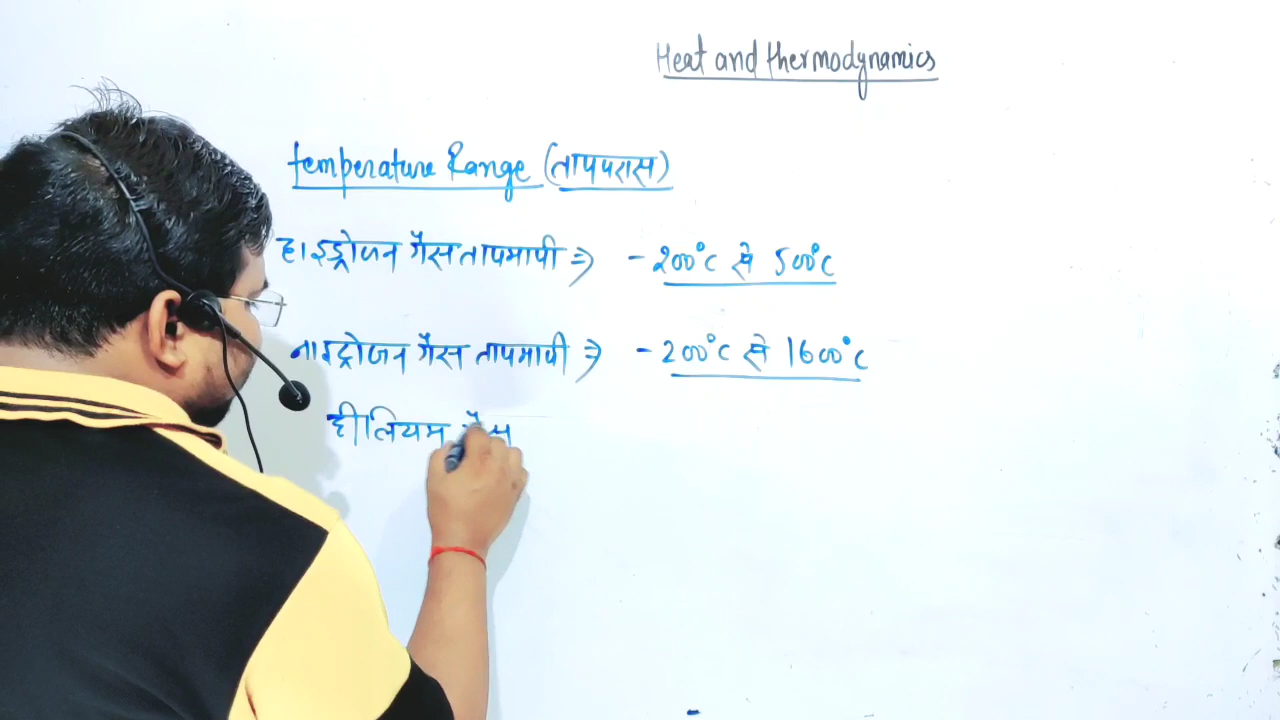 Heat and thermodynamics
temperature Range (तापपरास)
हाइड्रोजन गैस तापमापी ⇒ - 200°C से 500°C
नाइट्रोजन गैस तापमापी ⇒ - 200°C से 1600°C
हीलियम गैस